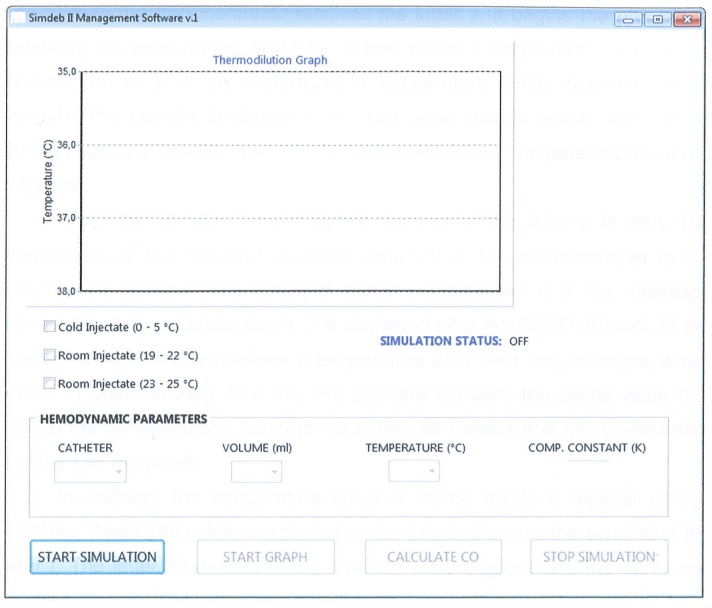 Simdeb II Management Software v.1
Thermodilution Graph
35,0
36,0
37,0
38,0
Temperature (°C)
Cold Injectate (0 - 5 °C)
SIMULATION STATUS: OFF
Room Injectate (19 - 22 °C)
Room Injectate (23 - 25 °C)
HEMODYNAMIC PARAMETERS
CATHETER VOLUME (ml) TEMPERATURE (°C) COMP. CONSTANT (K)
START SIMULATION START GRAPH CALCULATE CO STOP SIMULATION